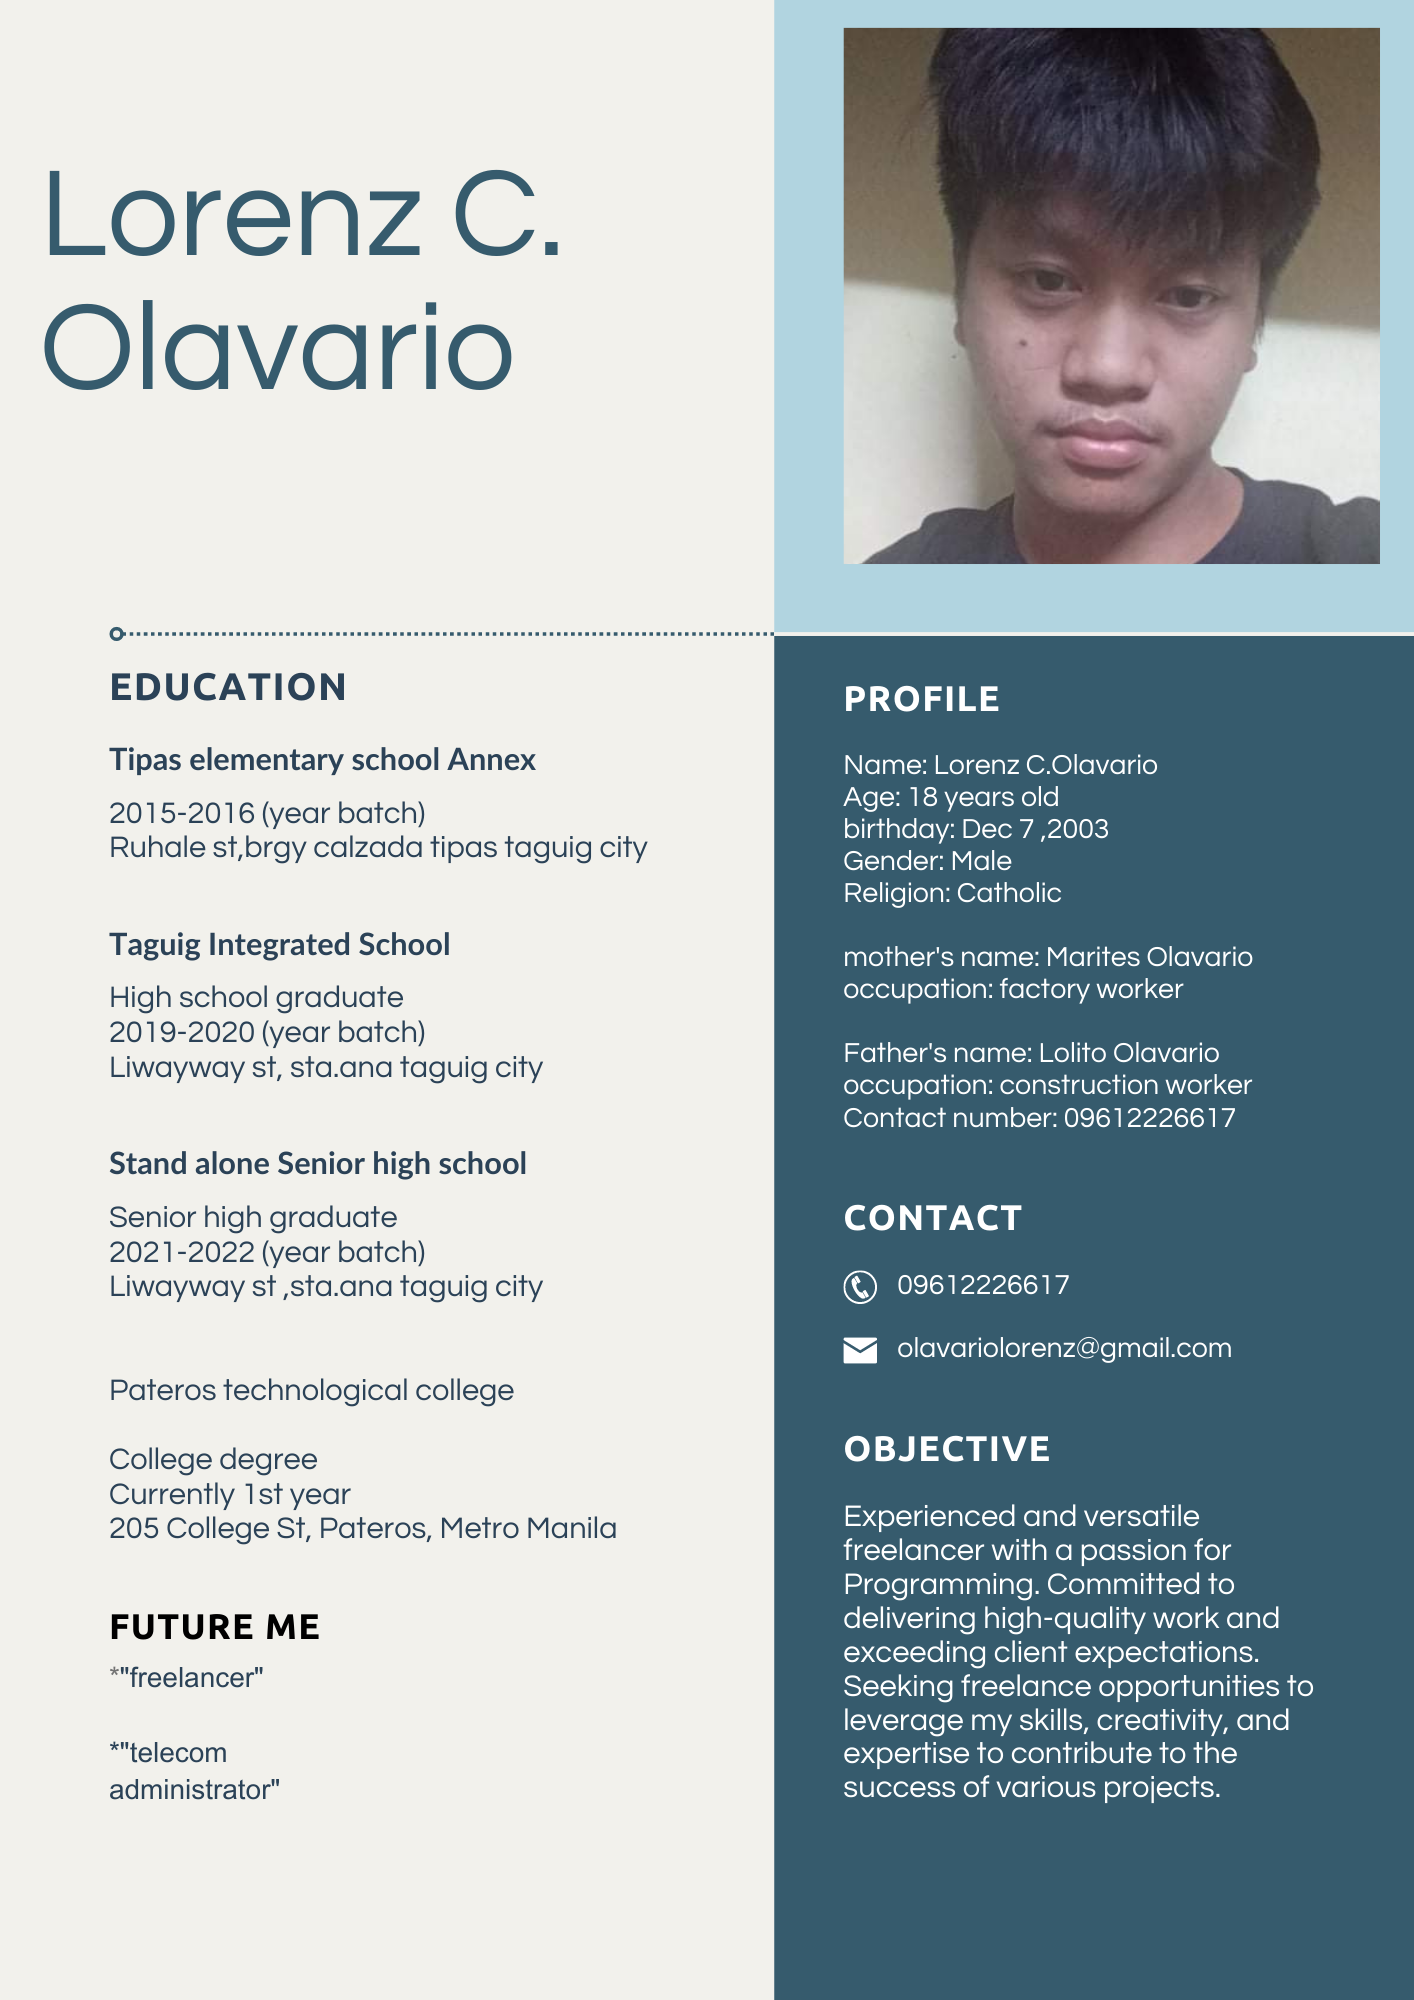 Lorenz C.
Olavario
EDUCATION
Tipas elementary school Annex
2015-2016 (year batch)
Ruhale st,brgy calzada tipas taguig city
Taguig Integrated School
High school graduate
2019-2020 (year batch)
Liwayway st, sta.ana taguig city
Stand alone Senior high school
Senior high graduate
2021-2022 (year batch)
Liwayway st ,sta.ana taguig city
Pateros technological college
College degree
Currently 1st year
205 College St, Pateros, Metro Manila
FUTURE ME
*"freelancer"
*"telecom
administrator"
PROFILE
Name: Lorenz C.Olavario
Age: 18 years old
birthday: Dec 7 ,2003
Gender: Male
Religion: Catholic
mother's name: Marites Olavario
occupation: factory worker
Father's name: Lolito Olavario
occupation: construction worker
Contact number: 09612226617
CONTACT
09612226617
olavariolorenz@gmail.com
OBJECTIVE
Experienced and versatile
freelancer with a passion for
Programming. Committed to
delivering high-quality work and
exceeding client expectations.
Seeking freelance opportunities to
leverage my skills, creativity, and
expertise to contribute to the
success of various projects.